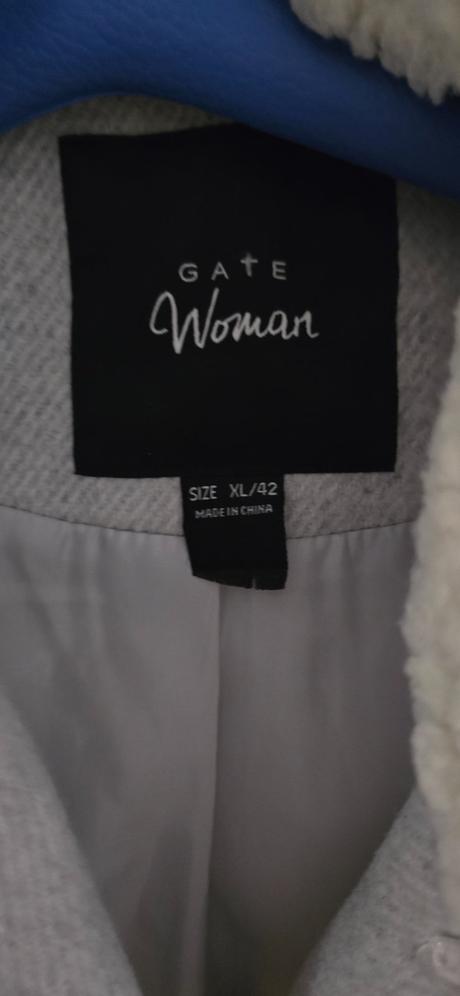 GATE
Woman
SIZE XL/42
MADE IN CHINA